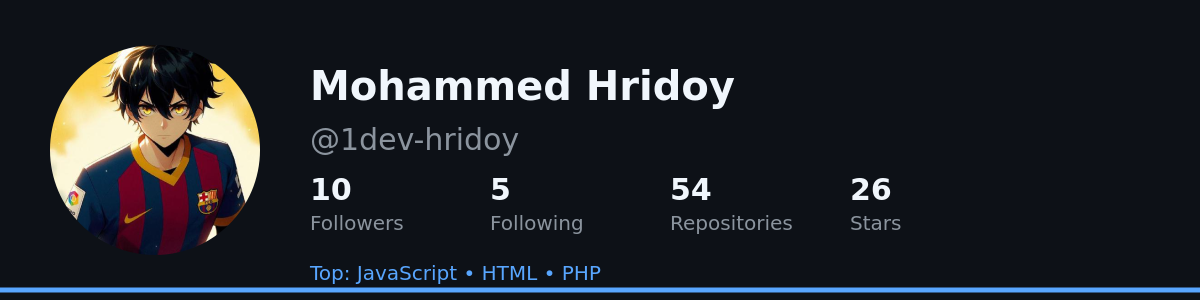 Mohammed Hridoy
@1dev-hridoy
10 5 54 26
Followers Following Repositories Stars
Top: JavaScript • HTML • PHP